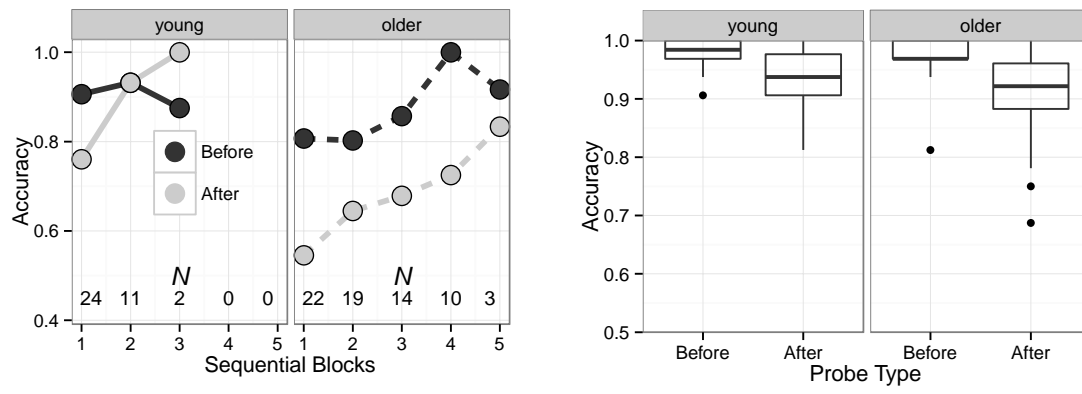 young older
1.0
0.8
0.6
0.4
Accuracy
Before
After
N N
24 11 2 0 0 22 19 14 10 3
1 2 3 4 5 1 2 3 4 5
Sequential Blocks
young older
1.0
0.9
0.8
0.7
0.6
0.5
Accuracy
Before After Before After
Probe Type